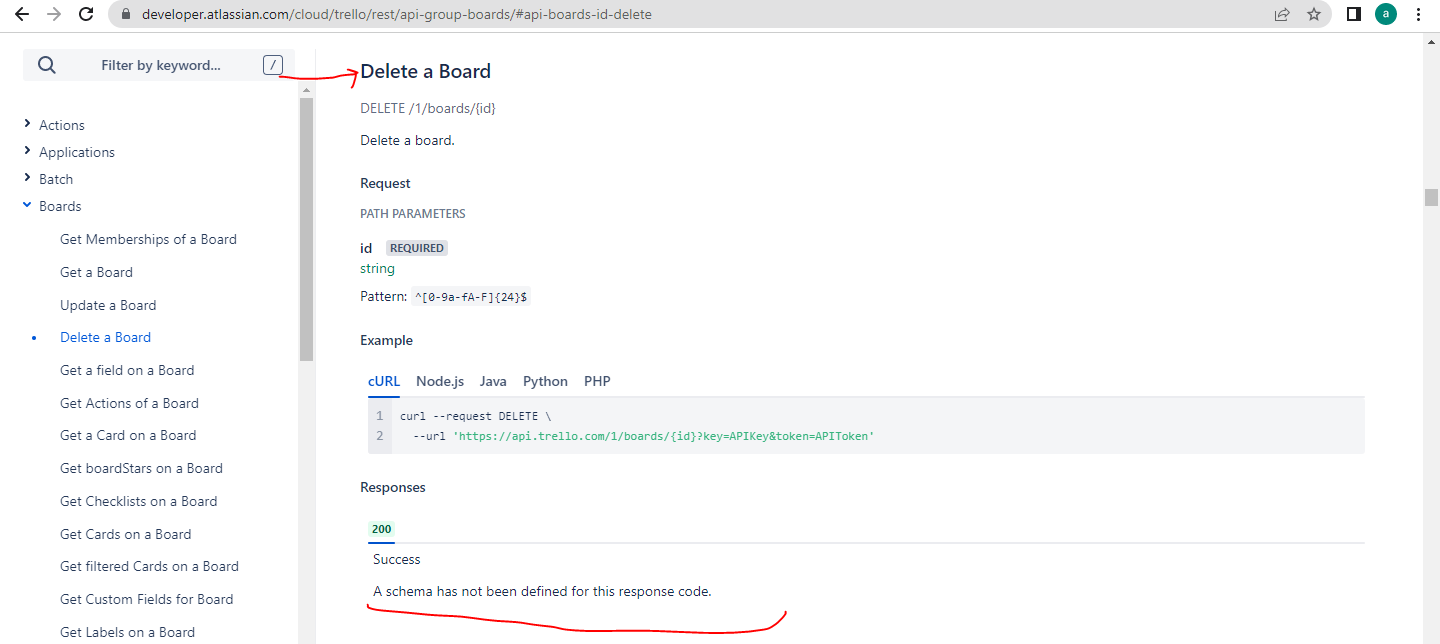 developer.atlassian.com/cloud/trello/rest/api-group-boards/#api-boards-id-delete
a
Filter by keyword...
/
Actions
Applications
Batch
Boards
Get Memberships of a Board
Get a Board
Update a Board
Delete a Board
Get a field on a Board
Get Actions of a Board
Get a Card on a Board
Get boardStars on a Board
Get Checklists on a Board
Get Cards on a Board
Get filtered Cards on a Board
Get Custom Fields for Board
Get Labels on a Board
Delete a Board
DELETE /1/boards/{id}
Delete a board.
Request
PATH PARAMETERS
id REQUIRED
string
Pattern: ^[0-9a-fA-F]{24}$
Example
cURL Node.js Java Python PHP
1 curl --request DELETE \
2 --url 'https://api.trello.com/1/boards/{id}?key=APIKey&token=APIToken'
Responses
200
Success
A schema has not been defined for this response code.